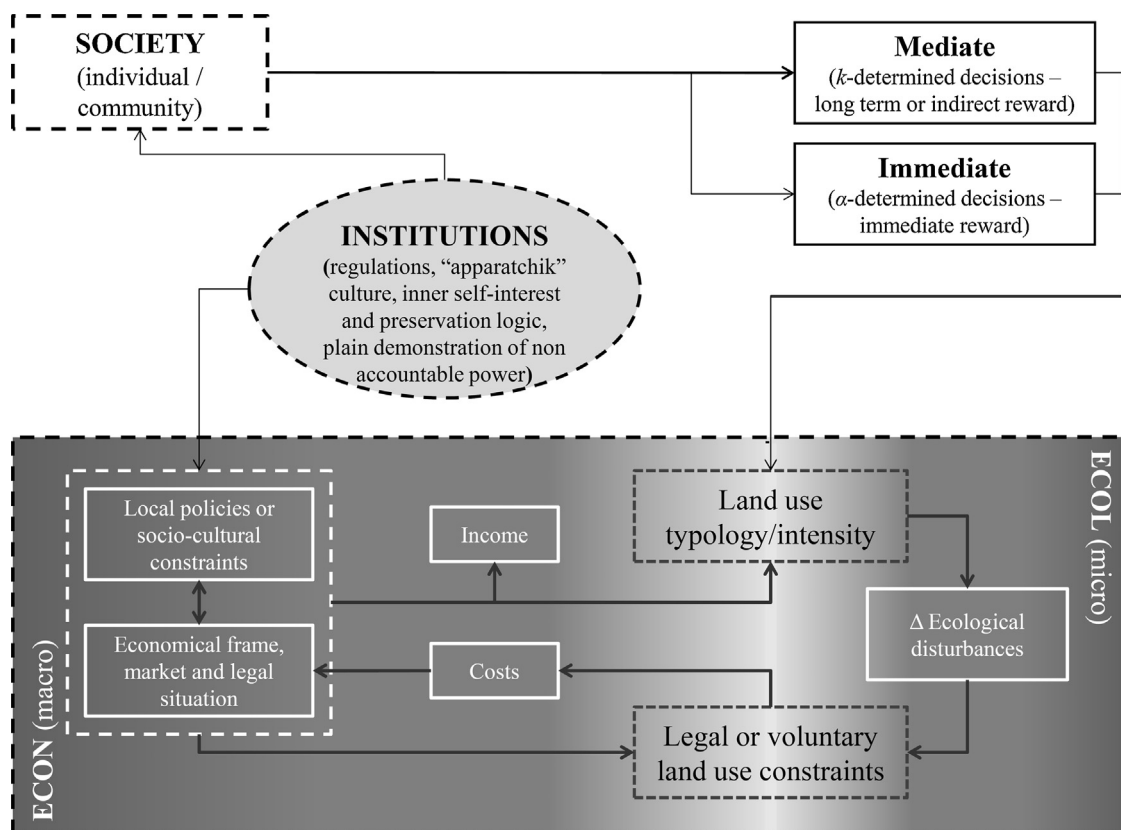 SOCIETY
(individual /
community)
Mediate
(k-determined decisions –
long term or indirect reward)
Immediate
(α-determined decisions –
immediate reward)
INSTITUTIONS
(regulations, “apparatchik”
culture, inner self-interest
and preservation logic,
plain demonstration of non
accountable power)
ECON (macro)
Local policies or
socio-cultural
constraints
Economical frame,
market and legal
situation
Income
Costs
Land use
typology/intensity
Legal or voluntary
land use constraints
Δ Ecological
disturbances
ECOL (micro)